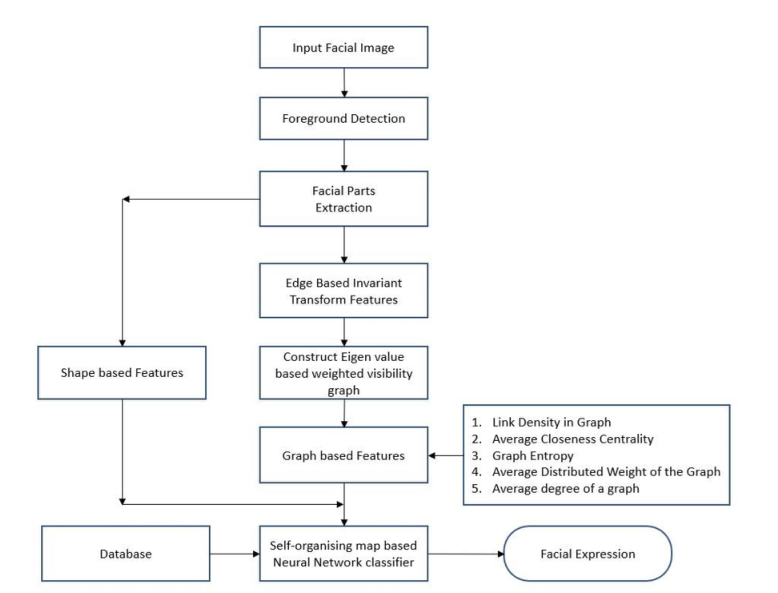 Input Facial Image
Foreground Detection
Facial Parts
Extraction
Edge Based Invariant
Transform Features
Shape based Features
Construct Eigen value
based weighted visibility
graph
Graph based Features
1. Link Density in Graph
2. Average Closeness Centrality
3. Graph Entropy
4. Average Distributed Weight of the Graph
5. Average degree of a graph
Database
Self-organising map based
Neural Network classifier
Facial Expression